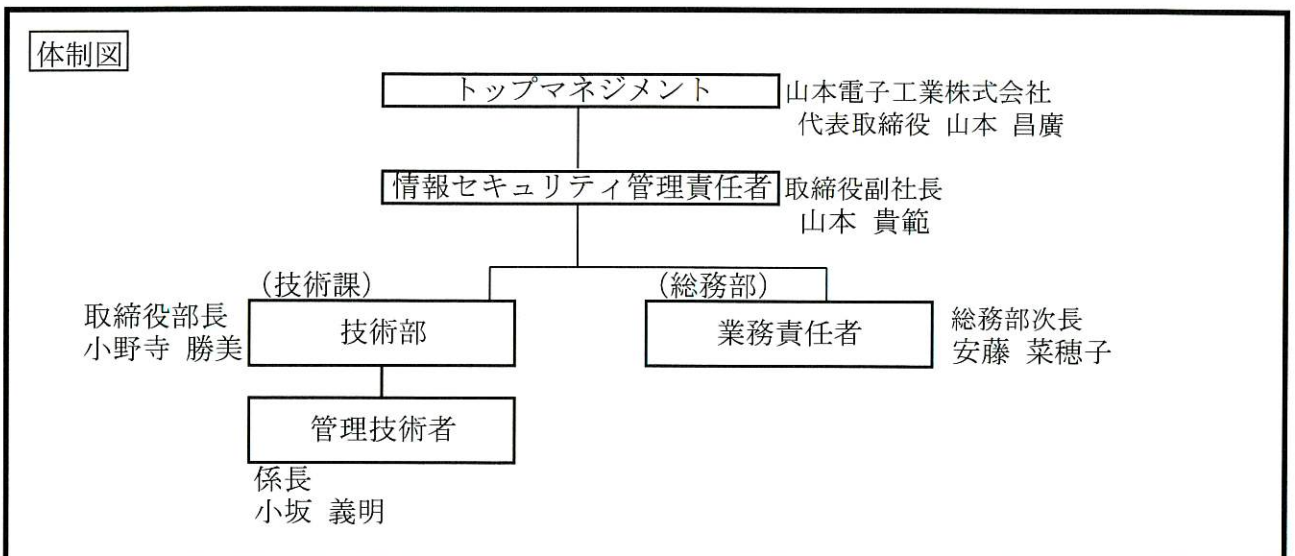 体制図
トップマネジメント
山本電子工業株式会社
代表取締役 山本 昌廣
情報セキュリティ管理責任者
取締役副社長
山本 貴範
(技術課)
(総務部)
取締役部長
小野寺 勝美
技術部
業務責任者
総務部次長
安藤 菜穂子
管理技術者
係長
小坂 義明